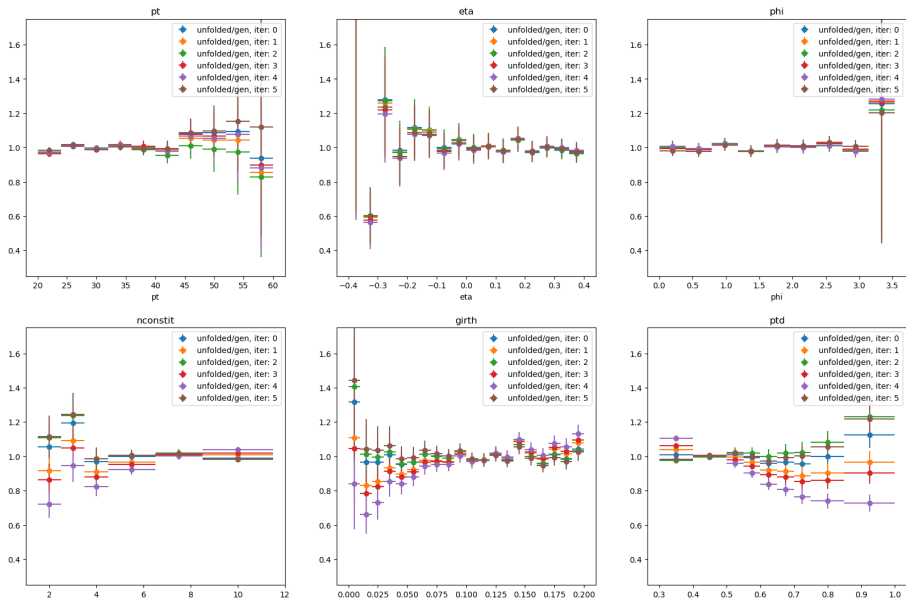 pt
unfolded/gen, iter: 0
unfolded/gen, iter: 1
unfolded/gen, iter: 2
unfolded/gen, iter: 3
unfolded/gen, iter: 4
unfolded/gen, iter: 5
1.6
1.4
1.2
1.0
0.8
0.6
0.4
20 25 30 35 40 45 50 55 60
pt
eta
unfolded/gen, iter: 0
unfolded/gen, iter: 1
unfolded/gen, iter: 2
unfolded/gen, iter: 3
unfolded/gen, iter: 4
unfolded/gen, iter: 5
1.6
1.4
1.2
1.0
0.8
0.6
0.4
−0.4 −0.3 −0.2 −0.1 0.0 0.1 0.2 0.3 0.4
eta
phi
unfolded/gen, iter: 0
unfolded/gen, iter: 1
unfolded/gen, iter: 2
unfolded/gen, iter: 3
unfolded/gen, iter: 4
unfolded/gen, iter: 5
1.6
1.4
1.2
1.0
0.8
0.6
0.4
0.0 0.5 1.0 1.5 2.0 2.5 3.0 3.5
phi
nconstit
unfolded/gen, iter: 0
unfolded/gen, iter: 1
unfolded/gen, iter: 2
unfolded/gen, iter: 3
unfolded/gen, iter: 4
unfolded/gen, iter: 5
1.6
1.4
1.2
1.0
0.8
0.6
0.4
2 4 6 8 10 12
girth
unfolded/gen, iter: 0
unfolded/gen, iter: 1
unfolded/gen, iter: 2
unfolded/gen, iter: 3
unfolded/gen, iter: 4
unfolded/gen, iter: 5
1.6
1.4
1.2
1.0
0.8
0.6
0.4
0.000 0.025 0.050 0.075 0.100 0.125 0.150 0.175 0.200
ptd
unfolded/gen, iter: 0
unfolded/gen, iter: 1
unfolded/gen, iter: 2
unfolded/gen, iter: 3
unfolded/gen, iter: 4
unfolded/gen, iter: 5
1.6
1.4
1.2
1.0
0.8
0.6
0.4
0.3 0.4 0.5 0.6 0.7 0.8 0.9 1.0